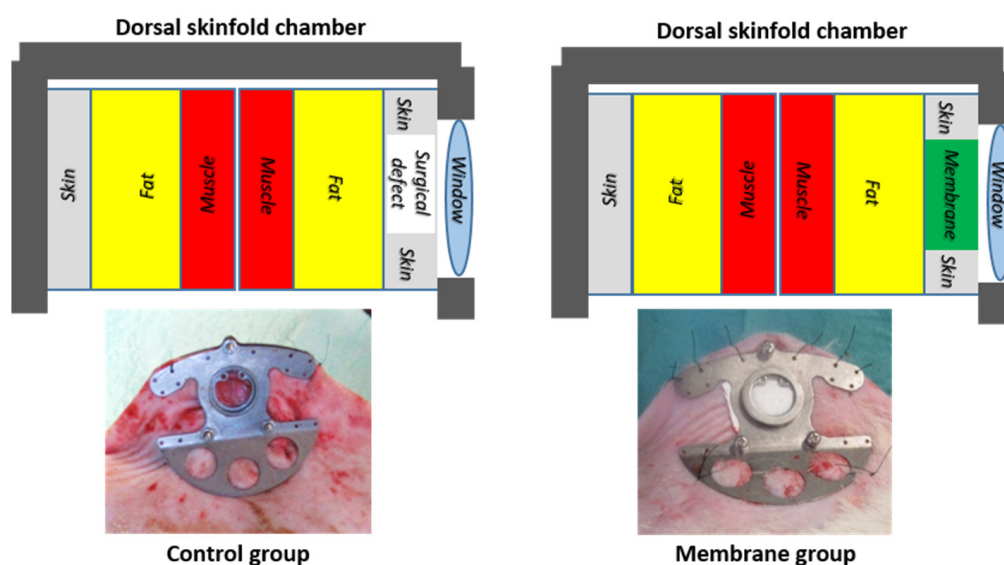 Dorsal skinfold chamber
Skin
Fat
Muscle
Muscle
Fat
Skin
Surgical
defect
Skin
Window
Control group
Dorsal skinfold chamber
Skin
Fat
Muscle
Muscle
Fat
Skin
Membrane
Skin
Window
Membrane group